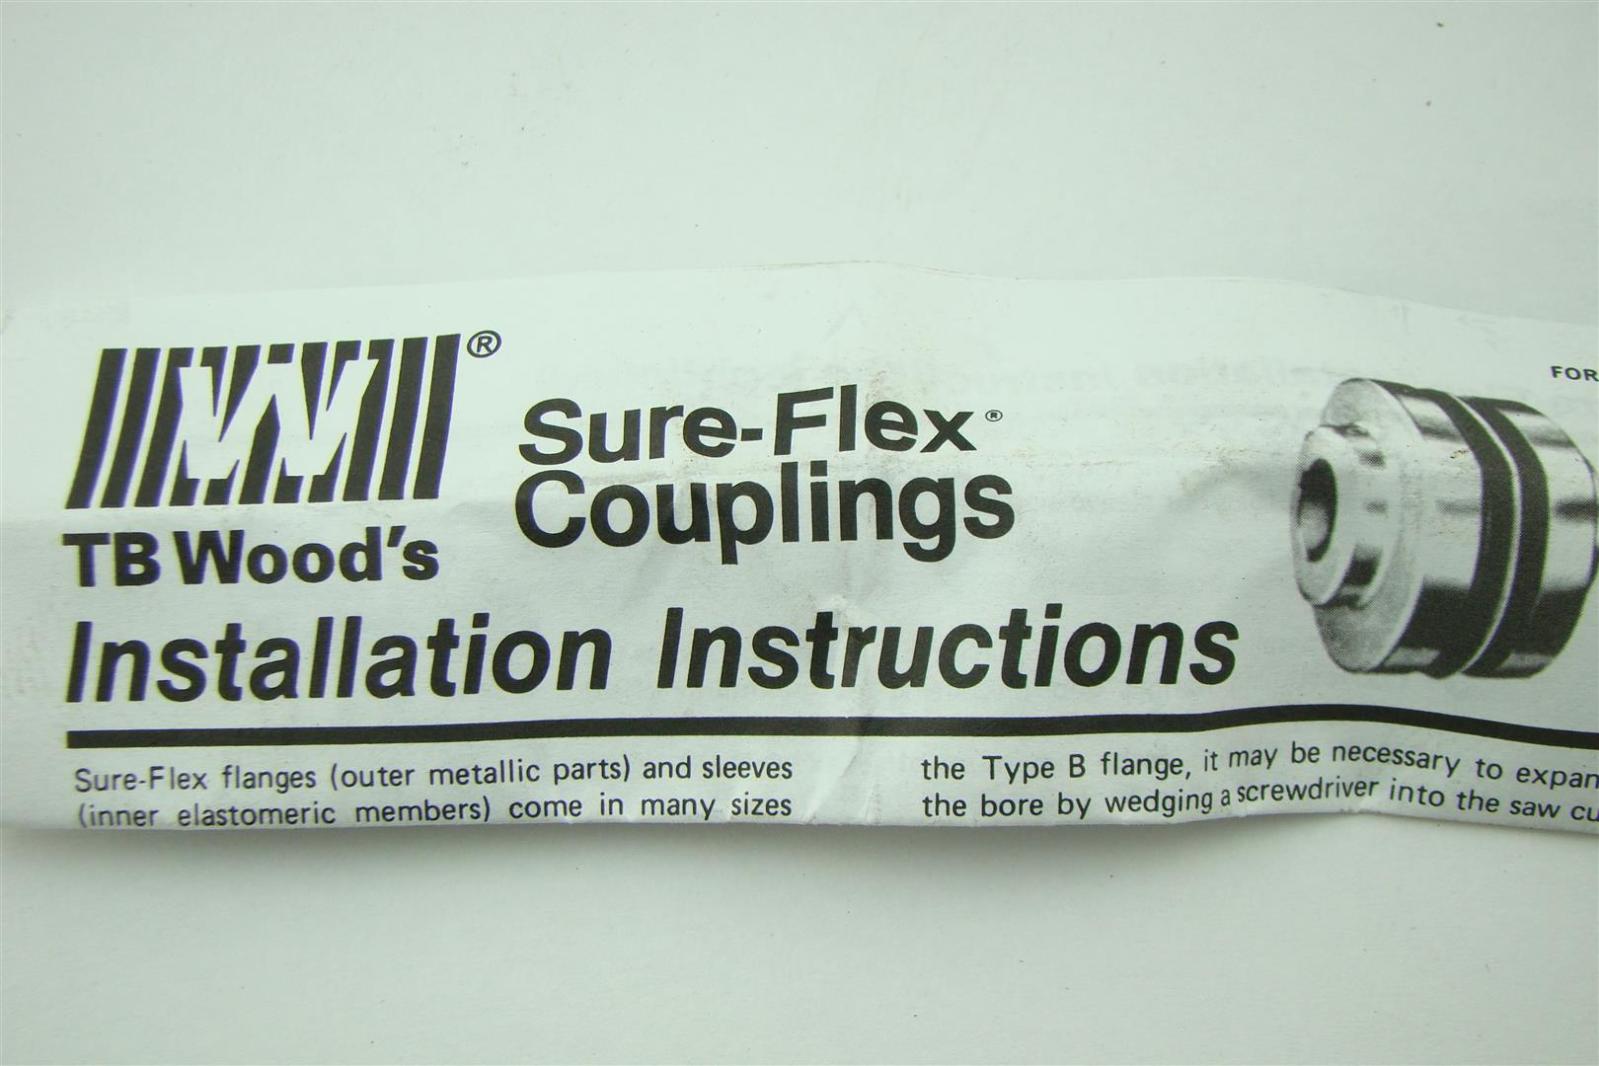 ®
TB Wood's
Sure-Flex®
Couplings
Installation Instructions
FOR
Sure-Flex flanges (outer metallic parts) and sleeves
(inner elastomeric members) come in many sizes
the Type B flange, it may be necessary to expan
the bore by wedging a screwdriver into the saw cu